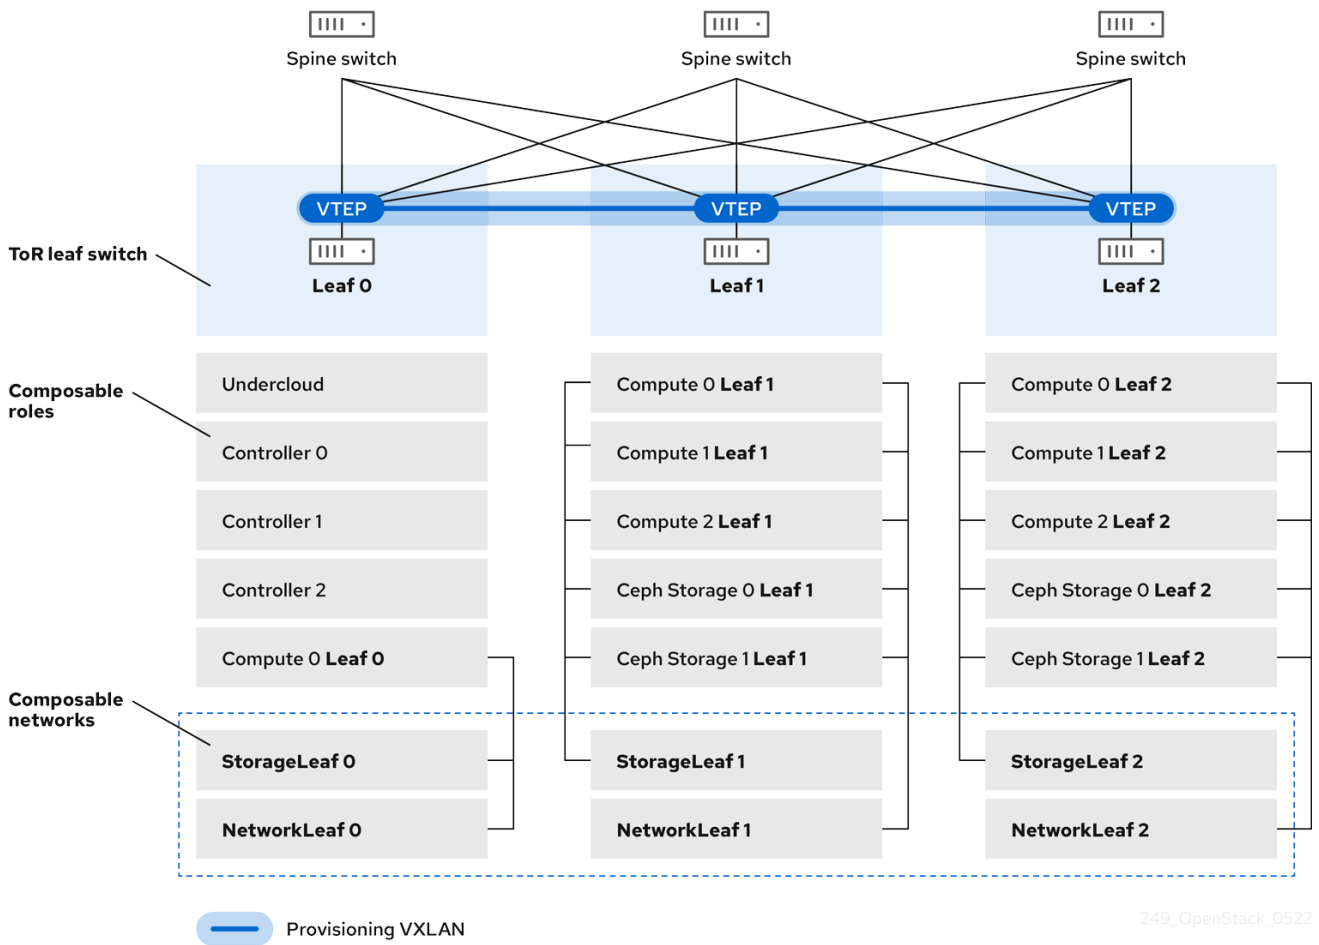 Spine switch
Spine switch
Spine switch
VTEP
VTEP
VTEP
ToR leaf switch
Leaf 0
Leaf 1
Leaf 2
Composable
roles
Undercloud
Controller 0
Controller 1
Controller 2
Compute 0 Leaf 0
Compute 0 Leaf 1
Compute 1 Leaf 1
Compute 2 Leaf 1
Ceph Storage 0 Leaf 1
Ceph Storage 1 Leaf 1
Compute 0 Leaf 2
Compute 1 Leaf 2
Compute 2 Leaf 2
Ceph Storage 0 Leaf 2
Ceph Storage 1 Leaf 2
Composable
networks
StorageLeaf 0
NetworkLeaf 0
StorageLeaf 1
NetworkLeaf 1
StorageLeaf 2
NetworkLeaf 2
Provisioning VXLAN
249_OpenStack_0522